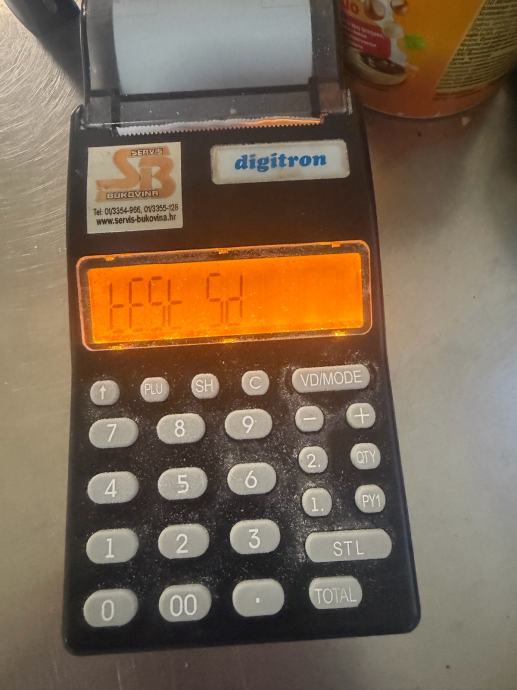 SERVIS
SB
BUKOVINA
Tel: 01/3354-966, 01/3355-126
www.servis-bukovina.hr
digitron
tESt Sd
↑ PLU SH C VD/MODE
7 8 9 - +
4 5 6 2. QTY
1 2 3 1. PY1
STL
0 00 . TOTAL